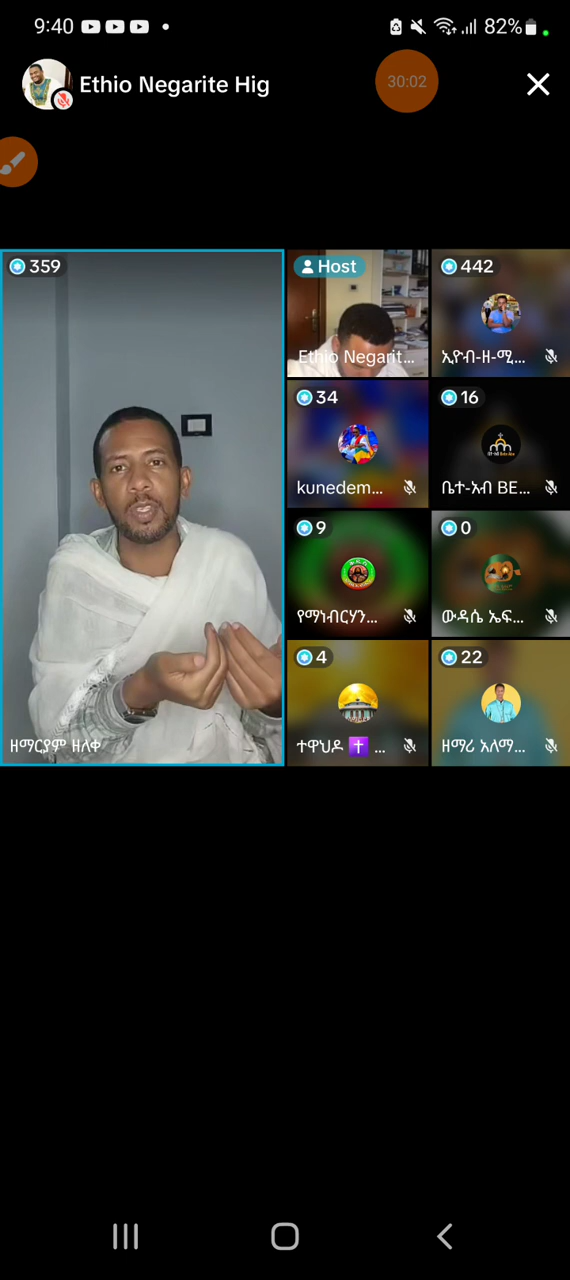 9:40
82%
Ethio Negarite Hig
30:02
359
Host
442
Ethio Negarit...
ኢዮብ-ዘ-ሚ...
34
16
kunedem...
ቤተ-አብ BE...
9
0
የማነብርሃን...
ውዳሴ ኤፍ...
4
22
ዘማርያም ዘለቀ
ተዋህዶ ✝ ...
ዘማሪ አለማ...